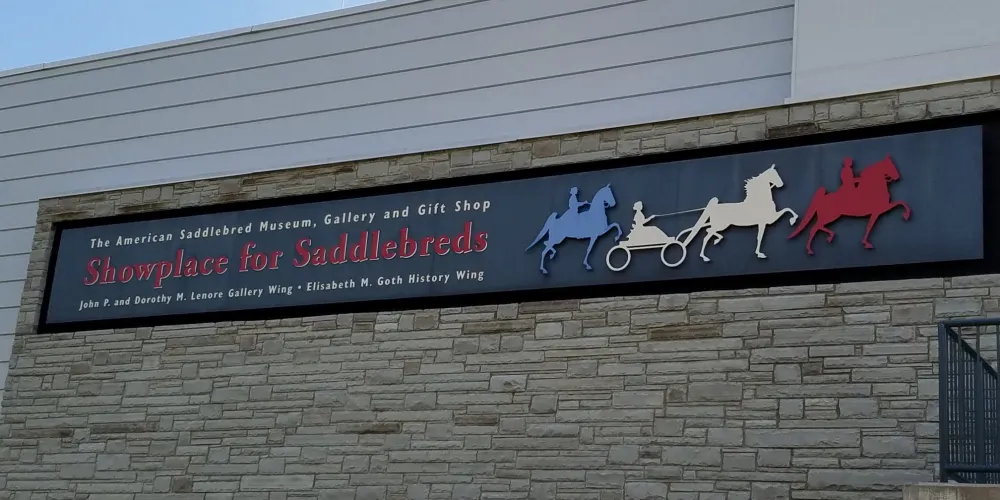 The American Saddlebred Museum, Gallery and Gift Shop
Showplace for Saddlebreds
John P. and Dorothy M. Lenore Gallery Wing • Elisabeth M. Goth History Wing